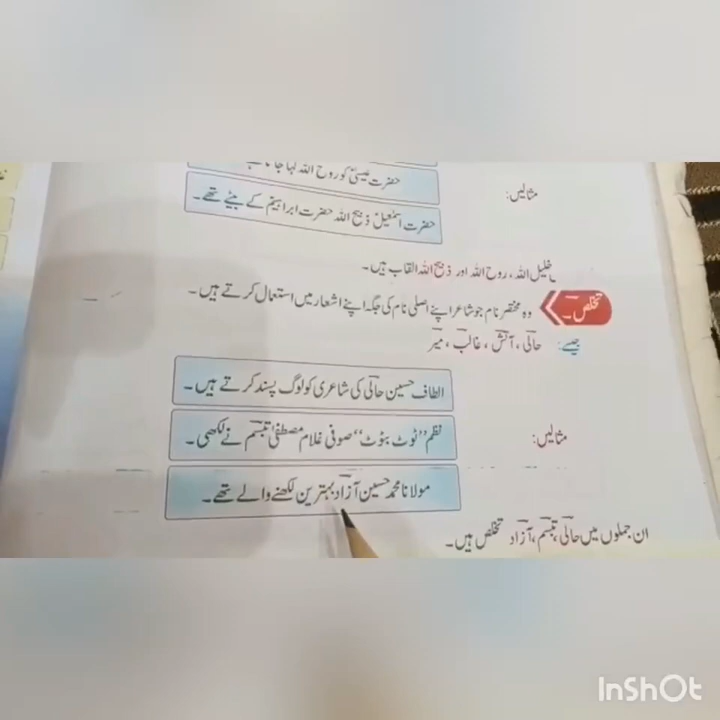 حضرت عیسیٰ کو روح اللہ کہا جاتا
مثالیں:
حضرت اسمٰعیل ذبیح اللہ حضرت ابراہیم کے بیٹے تھے۔
خلیل اللہ، روح اللہ اور ذبیح اللہ القاب ہیں۔
تخلص۔ وہ مختصر نام جو شاعر اپنے اصلی نام کی جگہ اپنے اشعار میں استعمال کرتے ہیں۔
جیسے: حالی، آتش، غالب، میر
الطاف حسین حالی کی شاعری کو لوگ پسند کرتے ہیں۔
مثالیں: نظم ”ٹوٹ بٹوٹ“ صوفی غلام مصطفیٰ تبسم نے لکھی۔
مولانا محمد حسین آزاد بہترین لکھنے والے تھے۔
ان جملوں میں حالی، تبسم، آزاد تخلص ہیں۔
InShOt